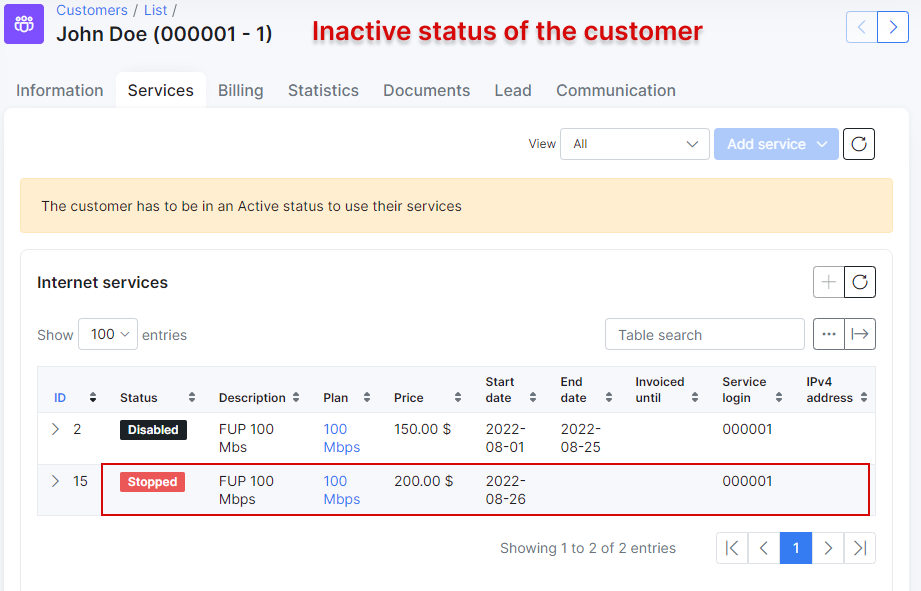 Customers / List /
John Doe (000001 - 1)
Inactive status of the customer
Information Services Billing Statistics Documents Lead Communication
View All Add service
The customer has to be in an Active status to use their services
Internet services
Show 100 entries Table search
ID Status Description Plan Price Start date End date Invoiced until Service login IPv4 address
2 Disabled FUP 100 Mbs 100 Mbps 150.00 $ 2022-08-01 2022-08-25 000001
15 Stopped FUP 100 Mbps 100 Mbps 200.00 $ 2022-08-26 000001
Showing 1 to 2 of 2 entries 1